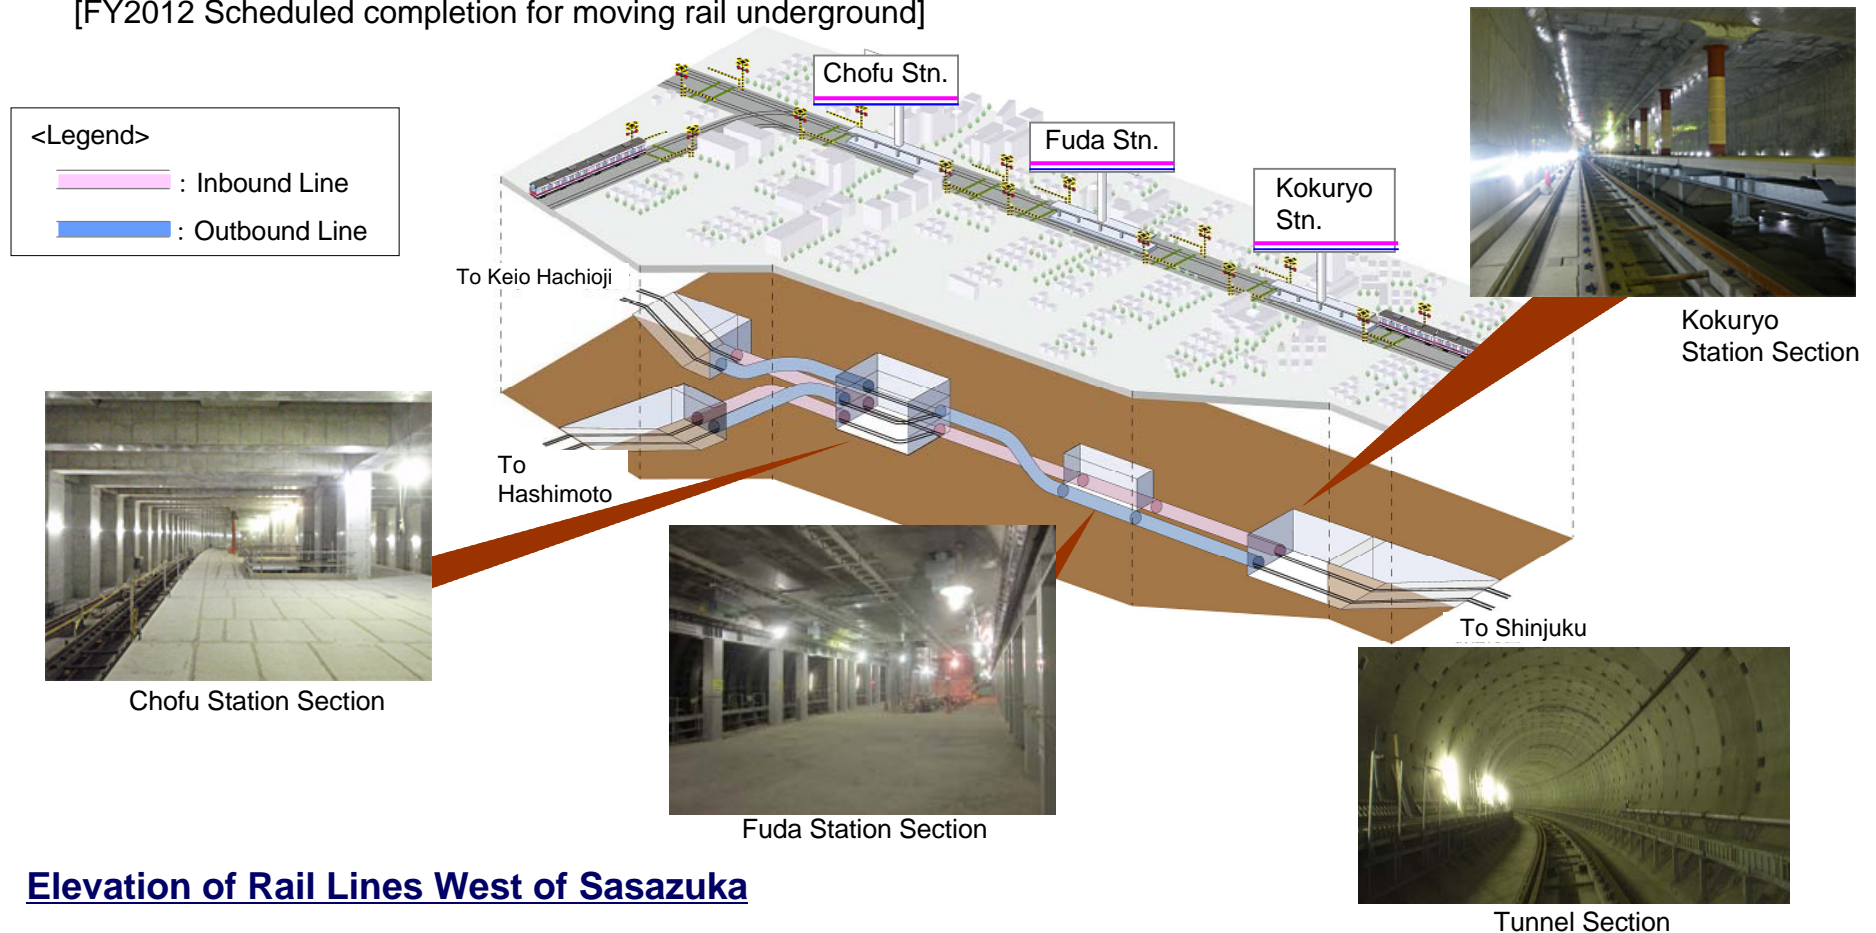 [FY2012 Scheduled completion for moving rail underground]
Chofu Stn.
Fuda Stn.
Kokuryo
Stn.
<Legend>
: Inbound Line
: Outbound Line
To Keio Hachioji
To
Hashimoto
Kokuryo
Station Section
To Shinjuku
Chofu Station Section
Fuda Station Section
Tunnel Section
Elevation of Rail Lines West of Sasazuka